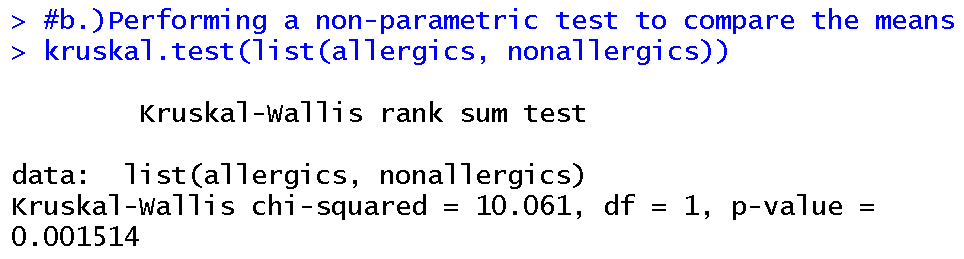 > #b.)Performing a non-parametric test to compare the means
> kruskal.test(list(allergics, nonallergics))
Kruskal-Wallis rank sum test
data:  list(allergics, nonallergics)
Kruskal-Wallis chi-squared = 10.061, df = 1, p-value =
0.001514